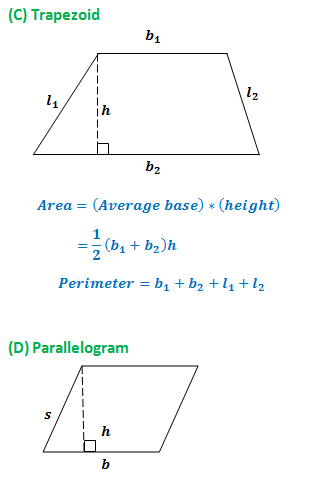 (C) Trapezoid
b₁
l₁
h
l₂
b₂
Area = (Average base) * (height)
= 1/2 (b₁ + b₂)h
Perimeter = b₁ + b₂ + l₁ + l₂
(D) Parallelogram
s
h
b